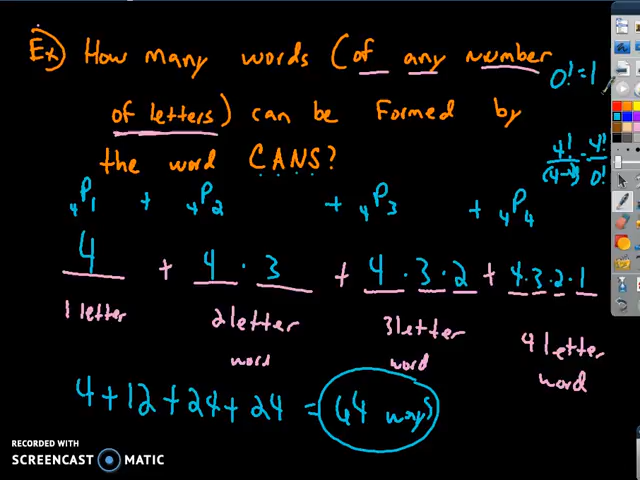 Ex) How many words (of any number
of letters) can be formed by
the word CANS?
0! = 1
4!/(4-4)! = 4!/0!
₄P₁ + ₄P₂ + ₄P₃ + ₄P₄
4 + 4 · 3 + 4 · 3 · 2 + 4 · 3 · 2 · 1
1 letter 2 letter word 3 letter word 4 letter word
4 + 12 + 24 + 24 = 64 ways
RECORDED WITH
SCREENCAST MATIC